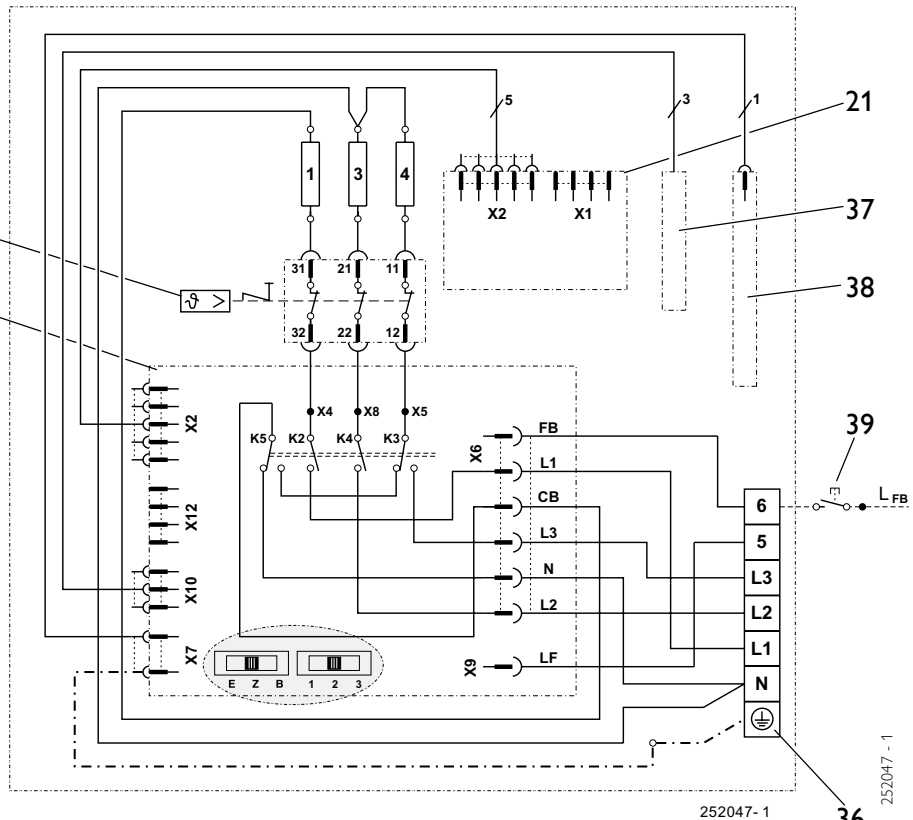 5
3
1
21
1
3
4
X2
X1
37
38
31
21
11
ϑ >
32
22
12
X4
X8
X5
K5
K2
K4
K3
X2
X12
X10
X7
X6
X9
FB
L1
CB
L3
N
L2
LF
E Z B
1 2 3
39
L FB
6
5
L3
L2
L1
N
252047 - 1
252047- 1
36